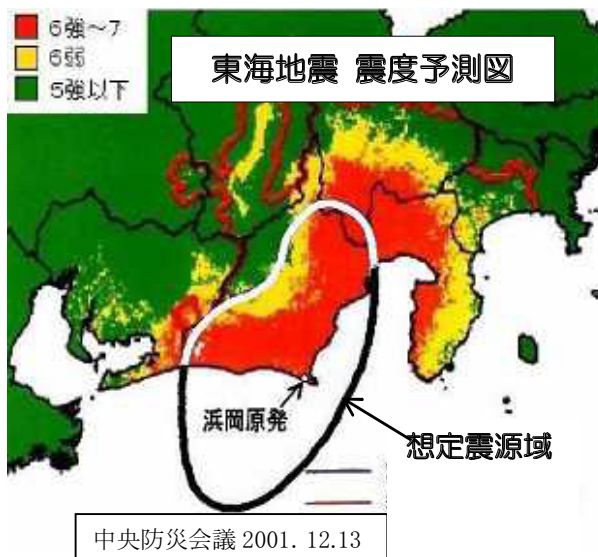 6強～7
6弱
5強以下
東海地震 震度予測図
浜岡原発
想定震源域
中央防災会議 2001. 12.13